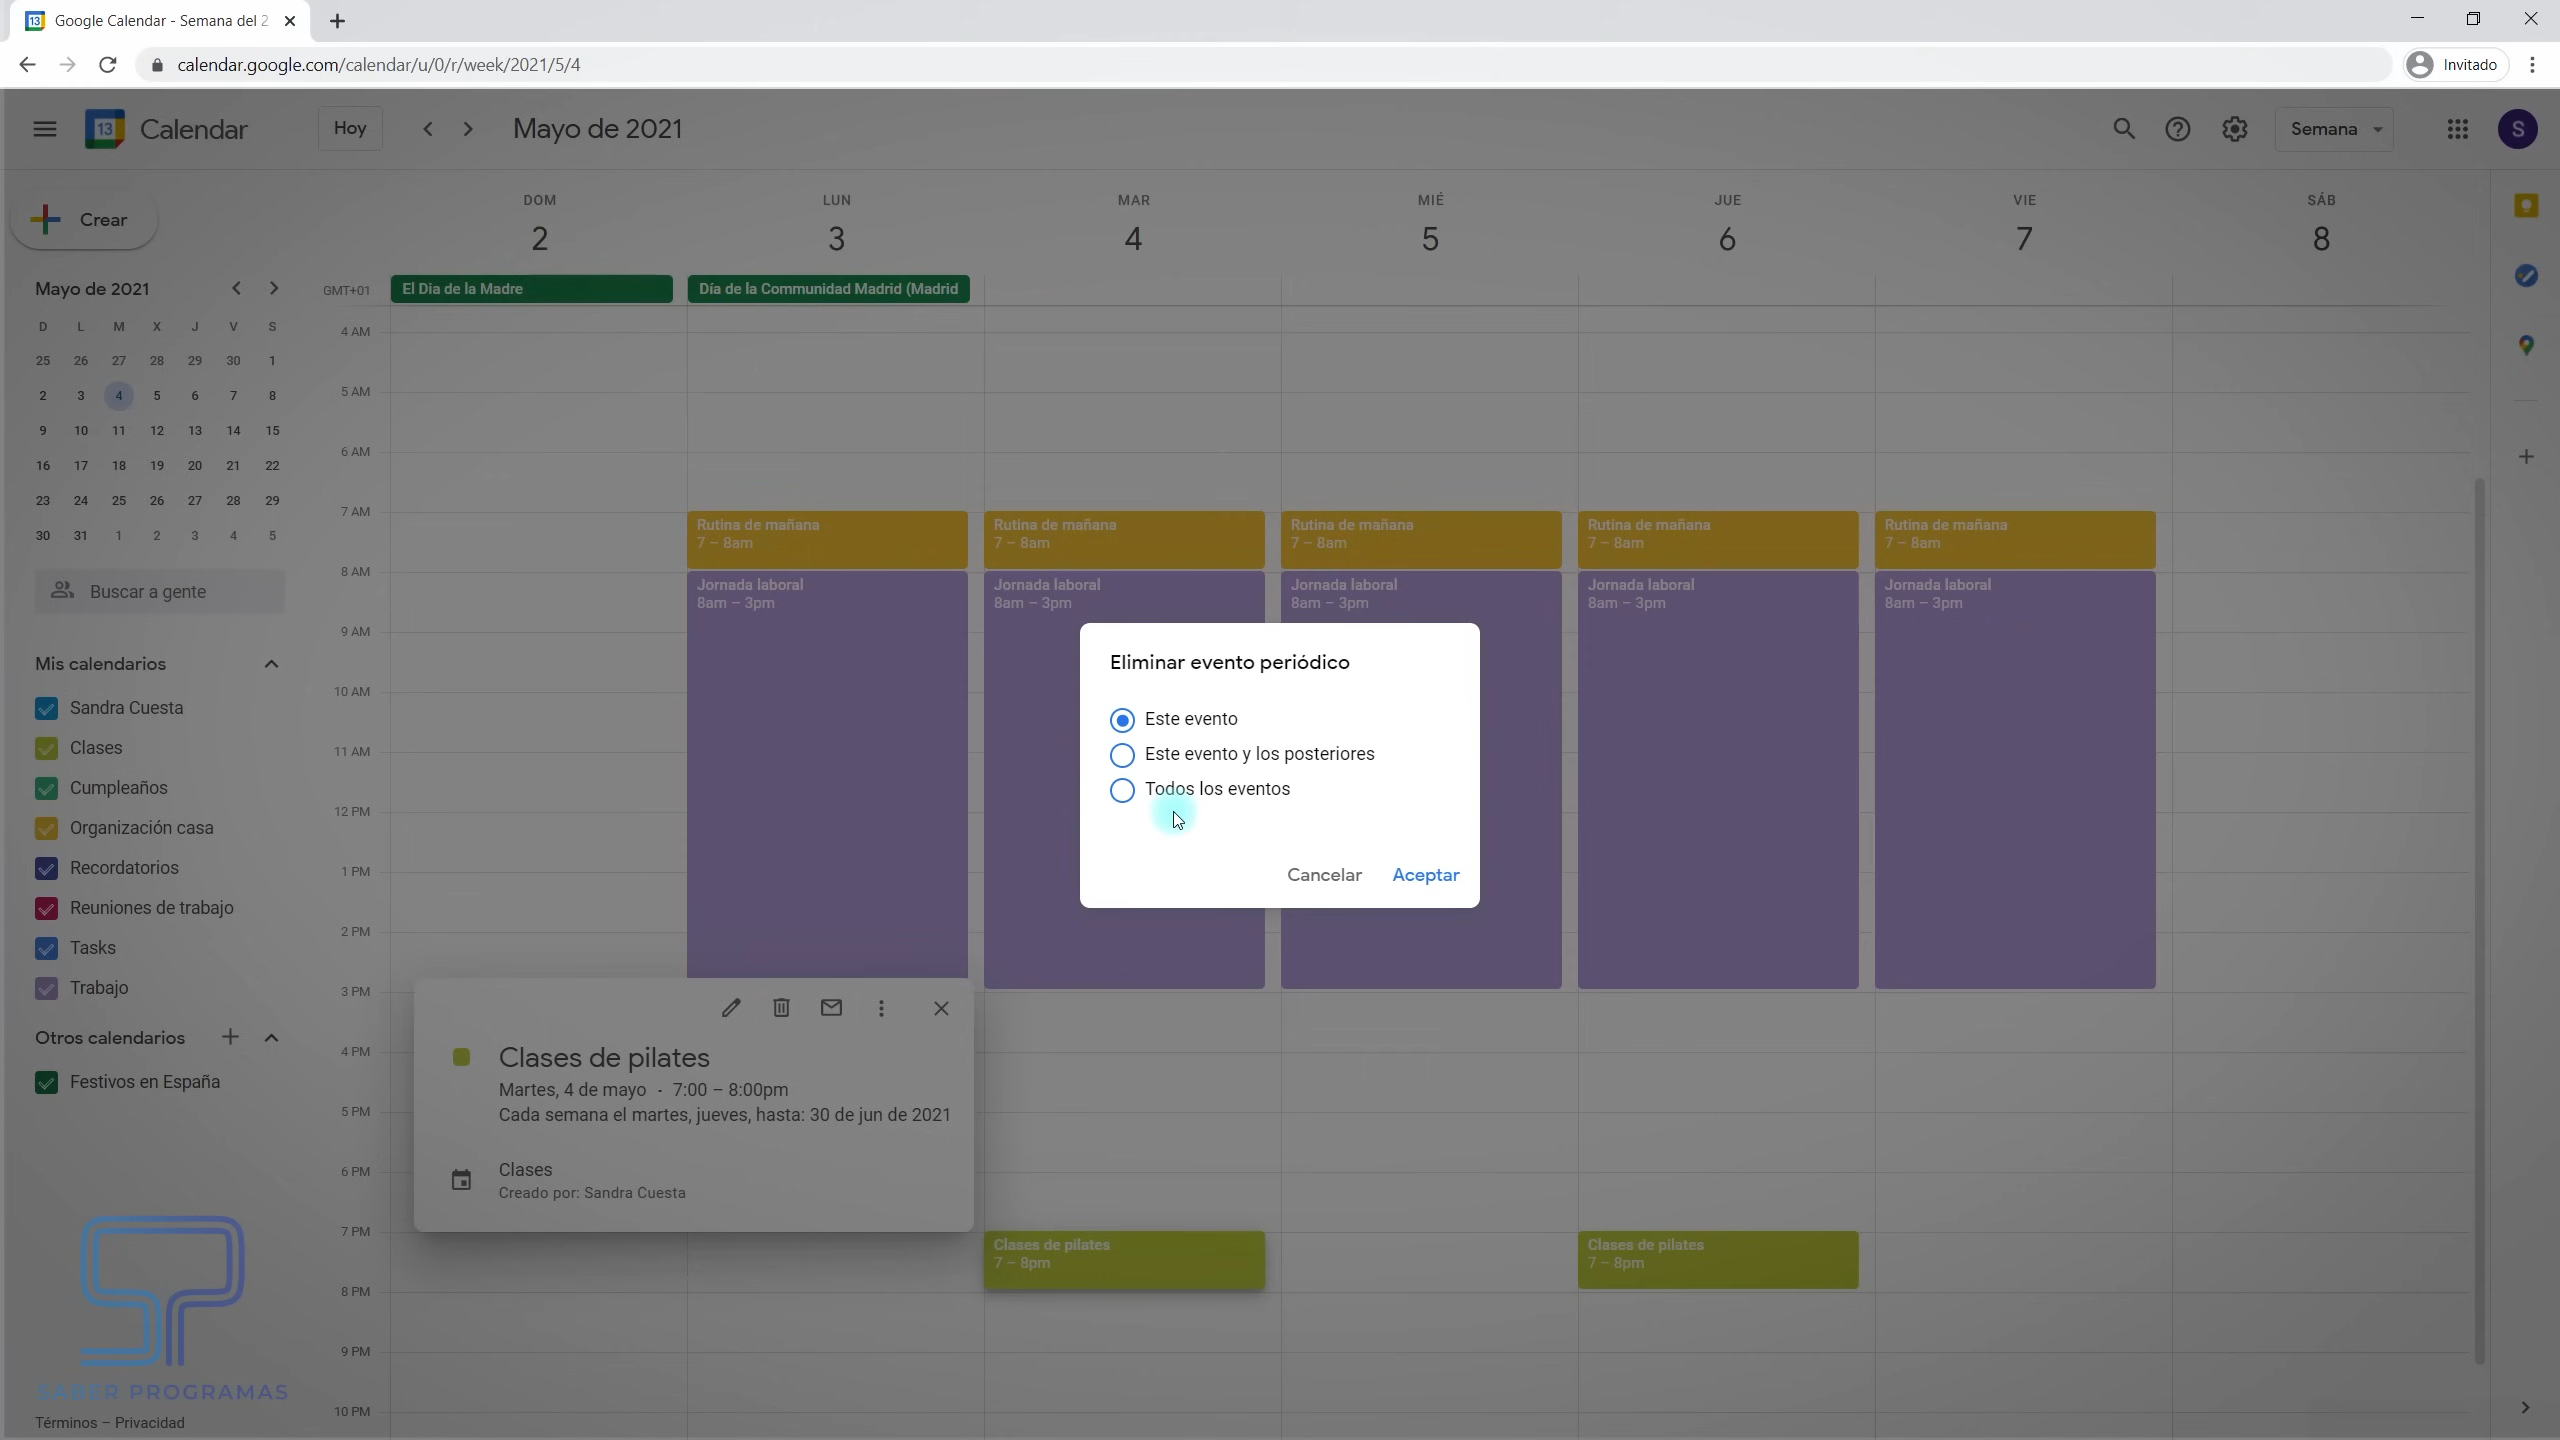 Google Calendar - Semana del 2
calendar.google.com/calendar/u/0/r/week/2021/5/4
Invitado
13
Calendar
Hoy
Mayo de 2021
Semana
S
Crear
DOM
LUN
MAR
MIÉ
JUE
VIE
SÁB
2
3
4
5
6
7
8
Mayo de 2021
GMT+01
El Dia de la Madre
Día de la Communidad Madrid (Madrid
D L M X J V S
25 26 27 28 29 30 1
2 3 4 5 6 7 8
9 10 11 12 13 14 15
16 17 18 19 20 21 22
23 24 25 26 27 28 29
30 31 1 2 3 4 5
Buscar a gente
Mis calendarios
Sandra Cuesta
Clases
Cumpleaños
Organización casa
Recordatorios
Reuniones de trabajo
Tasks
Trabajo
Otros calendarios
Festivos en España
SABER PROGRAMAS
Términos – Privacidad
4 AM
5 AM
6 AM
7 AM
8 AM
9 AM
10 AM
11 AM
12 PM
1 PM
2 PM
3 PM
4 PM
5 PM
6 PM
7 PM
8 PM
9 PM
10 PM
Rutina de mañana
7 – 8am
Rutina de mañana
7 – 8am
Rutina de mañana
7 – 8am
Rutina de mañana
7 – 8am
Rutina de mañana
7 – 8am
Jornada laboral
8am – 3pm
Jornada laboral
8am – 3pm
Jornada laboral
8am – 3pm
Jornada laboral
8am – 3pm
Jornada laboral
8am – 3pm
Eliminar evento periódico
Este evento
Este evento y los posteriores
Todos los eventos
Cancelar
Aceptar
Clases de pilates
Martes, 4 de mayo · 7:00 – 8:00pm
Cada semana el martes, jueves, hasta: 30 de jun de 2021
Clases
Creado por: Sandra Cuesta
Clases de pilates
7 – 8pm
Clases de pilates
7 – 8pm